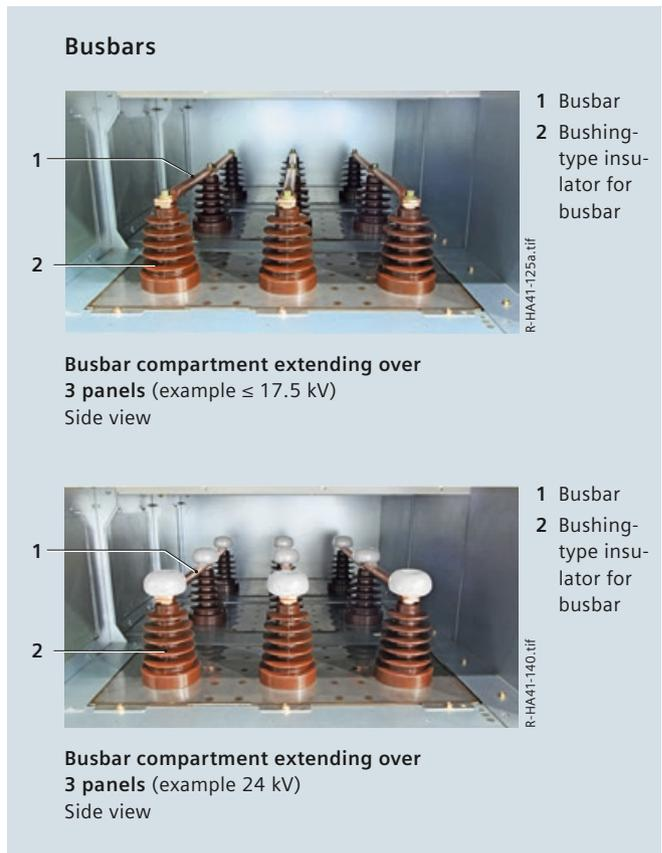 Busbars
1 Busbar
2 Bushing-
type insu-
lator for
busbar
1
2
R-HA41-125a.tif
Busbar compartment extending over
3 panels (example ≤ 17.5 kV)
Side view
1 Busbar
2 Bushing-
type insu-
lator for
busbar
1
2
R-HA41-140.tif
Busbar compartment extending over
3 panels (example 24 kV)
Side view